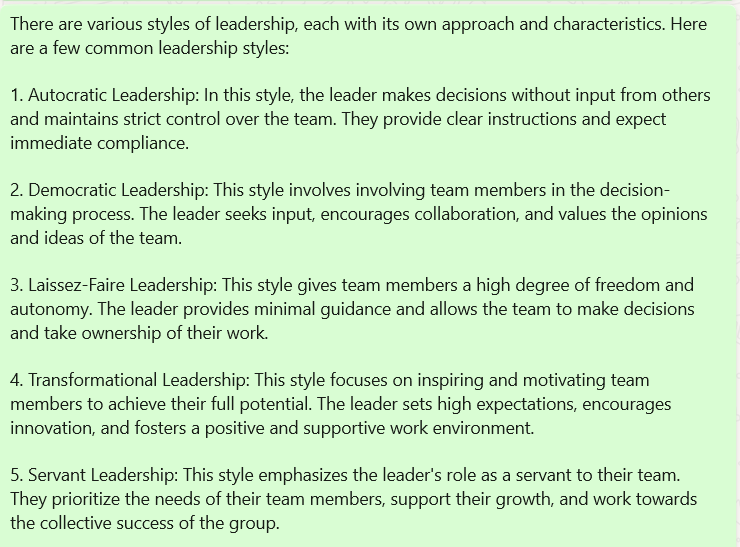 There are various styles of leadership, each with its own approach and characteristics. Here
are a few common leadership styles:
1. Autocratic Leadership: In this style, the leader makes decisions without input from others
and maintains strict control over the team. They provide clear instructions and expect
immediate compliance.
2. Democratic Leadership: This style involves involving team members in the decision-
making process. The leader seeks input, encourages collaboration, and values the opinions
and ideas of the team.
3. Laissez-Faire Leadership: This style gives team members a high degree of freedom and
autonomy. The leader provides minimal guidance and allows the team to make decisions
and take ownership of their work.
4. Transformational Leadership: This style focuses on inspiring and motivating team
members to achieve their full potential. The leader sets high expectations, encourages
innovation, and fosters a positive and supportive work environment.
5. Servant Leadership: This style emphasizes the leader's role as a servant to their team.
They prioritize the needs of their team members, support their growth, and work towards
the collective success of the group.